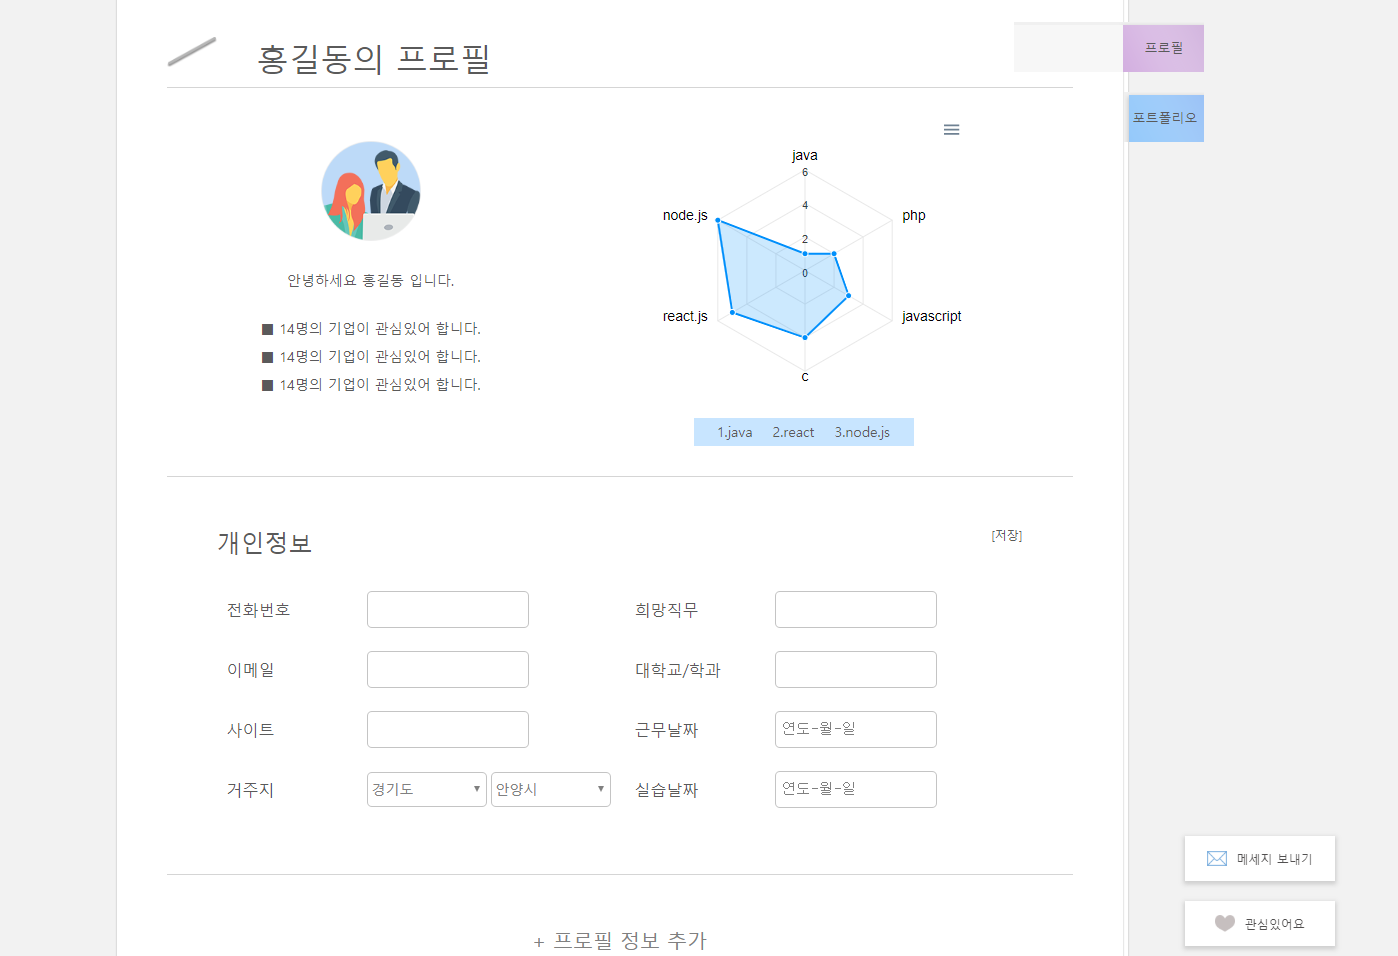 홍길동의 프로필
프로필
포트폴리오
안녕하세요 홍길동 입니다.
■ 14명의 기업이 관심있어 합니다.
■ 14명의 기업이 관심있어 합니다.
■ 14명의 기업이 관심있어 합니다.
java
6
4
2
0
node.js
php
react.js
javascript
c
1.java 2.react 3.node.js
개인정보
[저장]
전화번호
희망직무
이메일
대학교/학과
사이트
근무날짜 연도-월-일
거주지 경기도 안양시
실습날짜 연도-월-일
메세지 보내기
관심있어요
+ 프로필 정보 추가